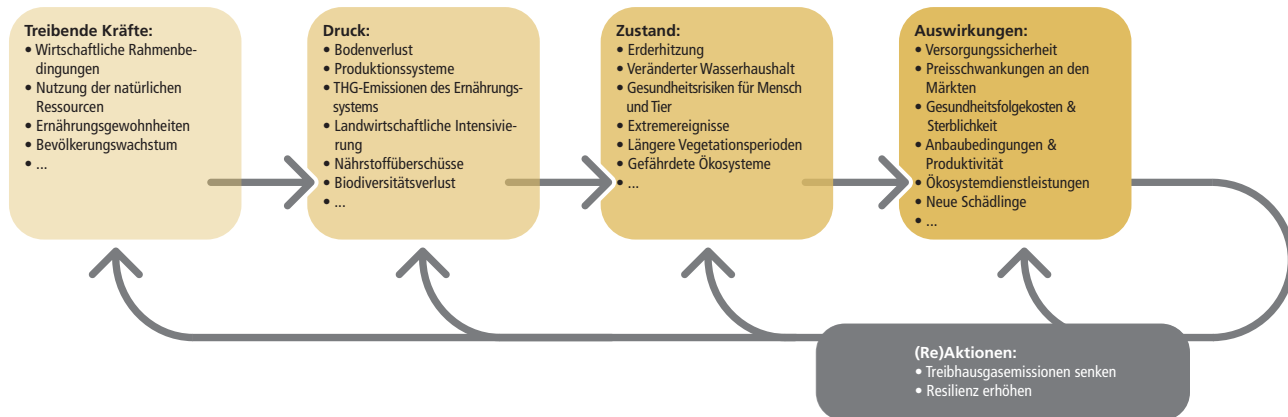 Treibende Kräfte:
• Wirtschaftliche Rahmenbe-
dingungen
• Nutzung der natürlichen
Ressourcen
• Ernährungsgewohnheiten
• Bevölkerungswachstum
• ...
Druck:
• Bodenverlust
• Produktionssysteme
• THG-Emissionen des Ernährungs-
systems
• Landwirtschaftliche Intensivie-
rung
• Nährstoffüberschüsse
• Biodiversitätsverlust
• ...
Zustand:
• Erderhitzung
• Veränderter Wasserhaushalt
• Gesundheitsrisiken für Mensch
und Tier
• Extremereignisse
• Längere Vegetationsperioden
• Gefährdete Ökosysteme
• ...
Auswirkungen:
• Versorgungssicherheit
• Preisschwankungen an den
Märkten
• Gesundheitsfolgekosten &
Sterblichkeit
• Anbaubedingungen &
Produktivität
• Ökosystemdienstleistungen
• Neue Schädlinge
• ...
(Re)Aktionen:
• Treibhausgasemissionen senken
• Resilienz erhöhen